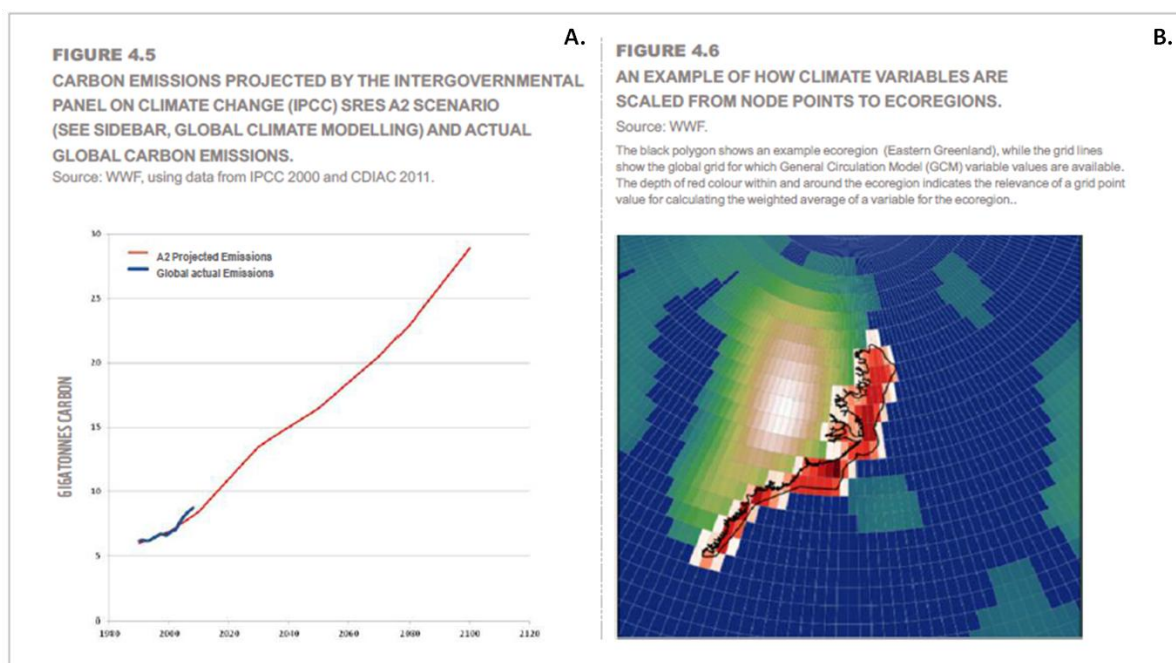 A.
FIGURE 4.5
CARBON EMISSIONS PROJECTED BY THE INTERGOVERNMENTAL
PANEL ON CLIMATE CHANGE (IPCC) SRES A2 SCENARIO
(SEE SIDEBAR, GLOBAL CLIMATE MODELLING) AND ACTUAL
GLOBAL CARBON EMISSIONS.
Source: WWF, using data from IPCC 2000 and CDIAC 2011.
30
25
20
15
10
5
0
GIGATONNES CARBON
A2 Projected Emissions
Global actual Emissions
1980
2000
2020
2040
2060
2080
2100
2120
B.
FIGURE 4.6
AN EXAMPLE OF HOW CLIMATE VARIABLES ARE
SCALED FROM NODE POINTS TO ECOREGIONS.
Source: WWF.
The black polygon shows an example ecoregion (Eastern Greenland), while the grid lines
show the global grid for which General Circulation Model (GCM) variable values are available.
The depth of red colour within and around the ecoregion indicates the relevance of a grid point
value for calculating the weighted average of a variable for the ecoregion..